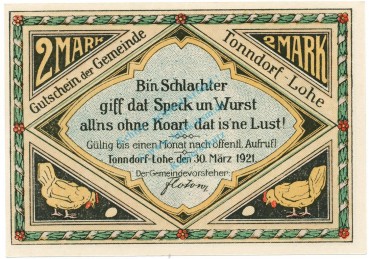 2 MARK
2 MARK
Gutschein der Gemeinde
Tonndorf-Lohe
Bin Schlachter
giff dat Speck un Wurst
allns ohne Koart dat is'ne Lust!
Gültig bis einen Monat nach öffentl. Aufruf!
Tonndorf-Lohe, den 30. März 1921.
Der Gemeindevorsteher: